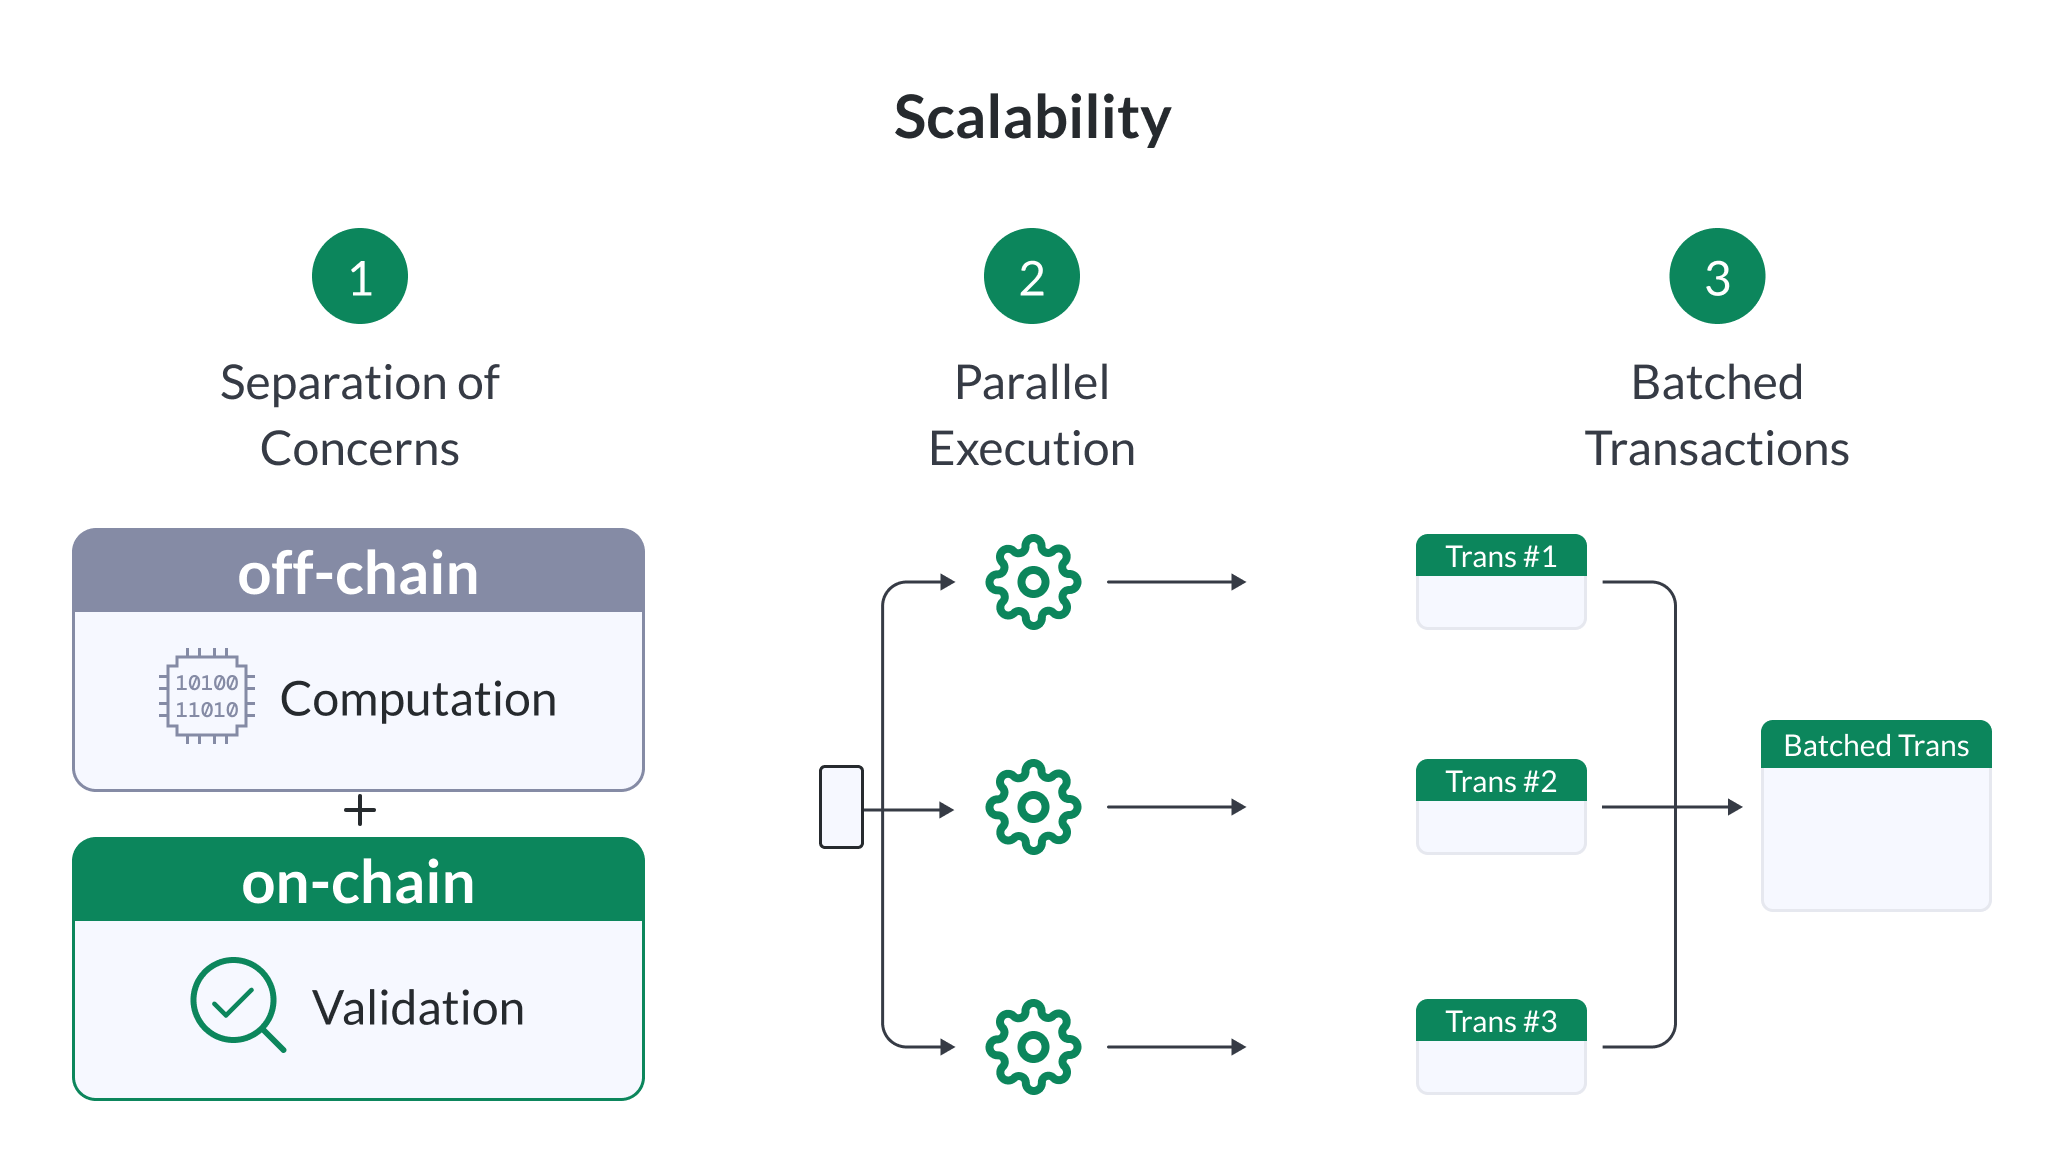 Scalability
1
Separation of
Concerns
off-chain
10100
11010
Computation
+
on-chain
Validation
2
Parallel
Execution
3
Batched
Transactions
Trans #1
Trans #2
Trans #3
Batched Trans